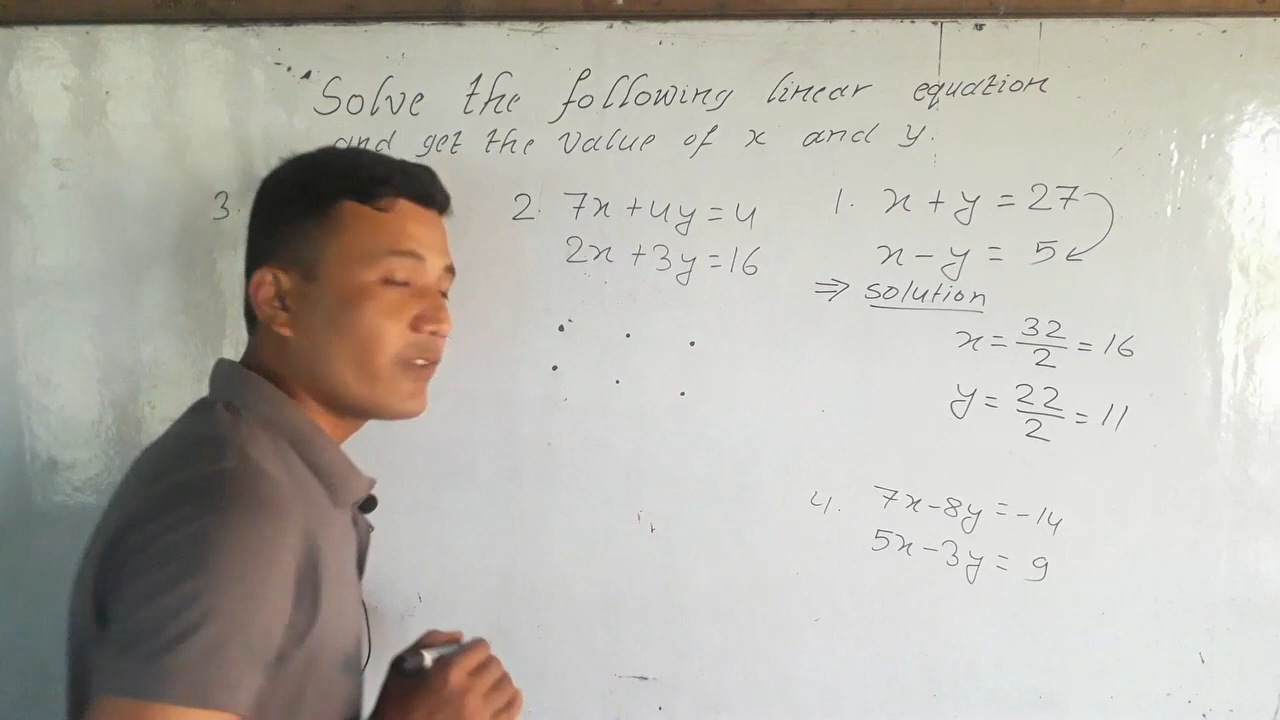 Solve the following linear equation
and get the value of x and y.
3.
2. 7x + 4y = 4
2x + 3y = 16
1. x + y = 27
x - y = 5
⇒ solution
x = 32/2 = 16
y = 22/2 = 11
4. 7x - 8y = -14
5x - 3y = 9